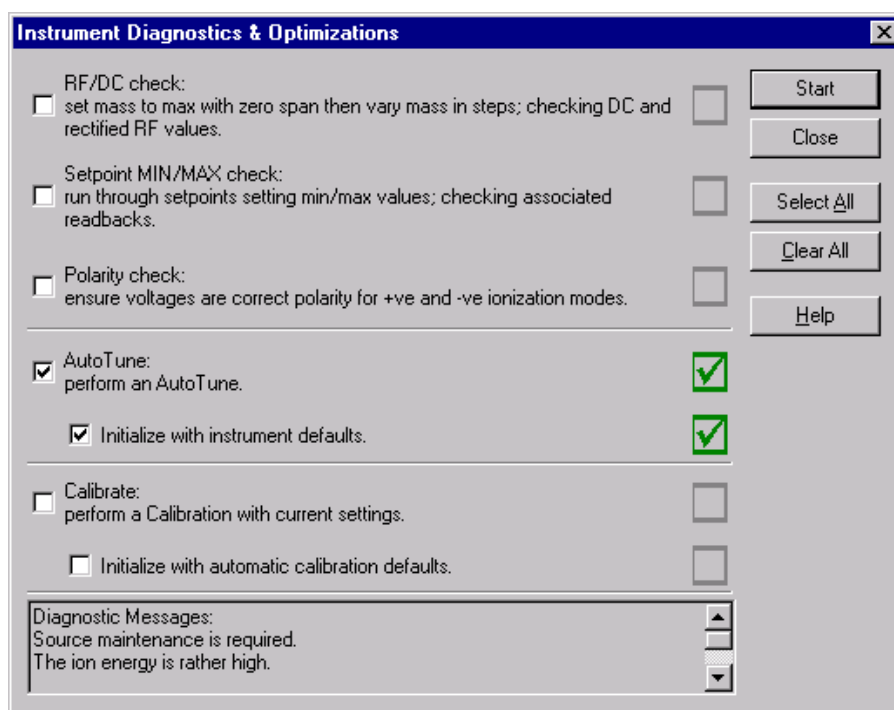 Instrument Diagnostics & Optimizations
RF/DC check:
set mass to max with zero span then vary mass in steps; checking DC and
rectified RF values.
Setpoint MIN/MAX check:
run through setpoints setting min/max values; checking associated
readbacks.
Polarity check:
ensure voltages are correct polarity for +ve and -ve ionization modes.
AutoTune:
perform an AutoTune.
Initialize with instrument defaults.
Calibrate:
perform a Calibration with current settings.
Initialize with automatic calibration defaults.
Diagnostic Messages:
Source maintenance is required.
The ion energy is rather high.
Start
Close
Select All
Clear All
Help